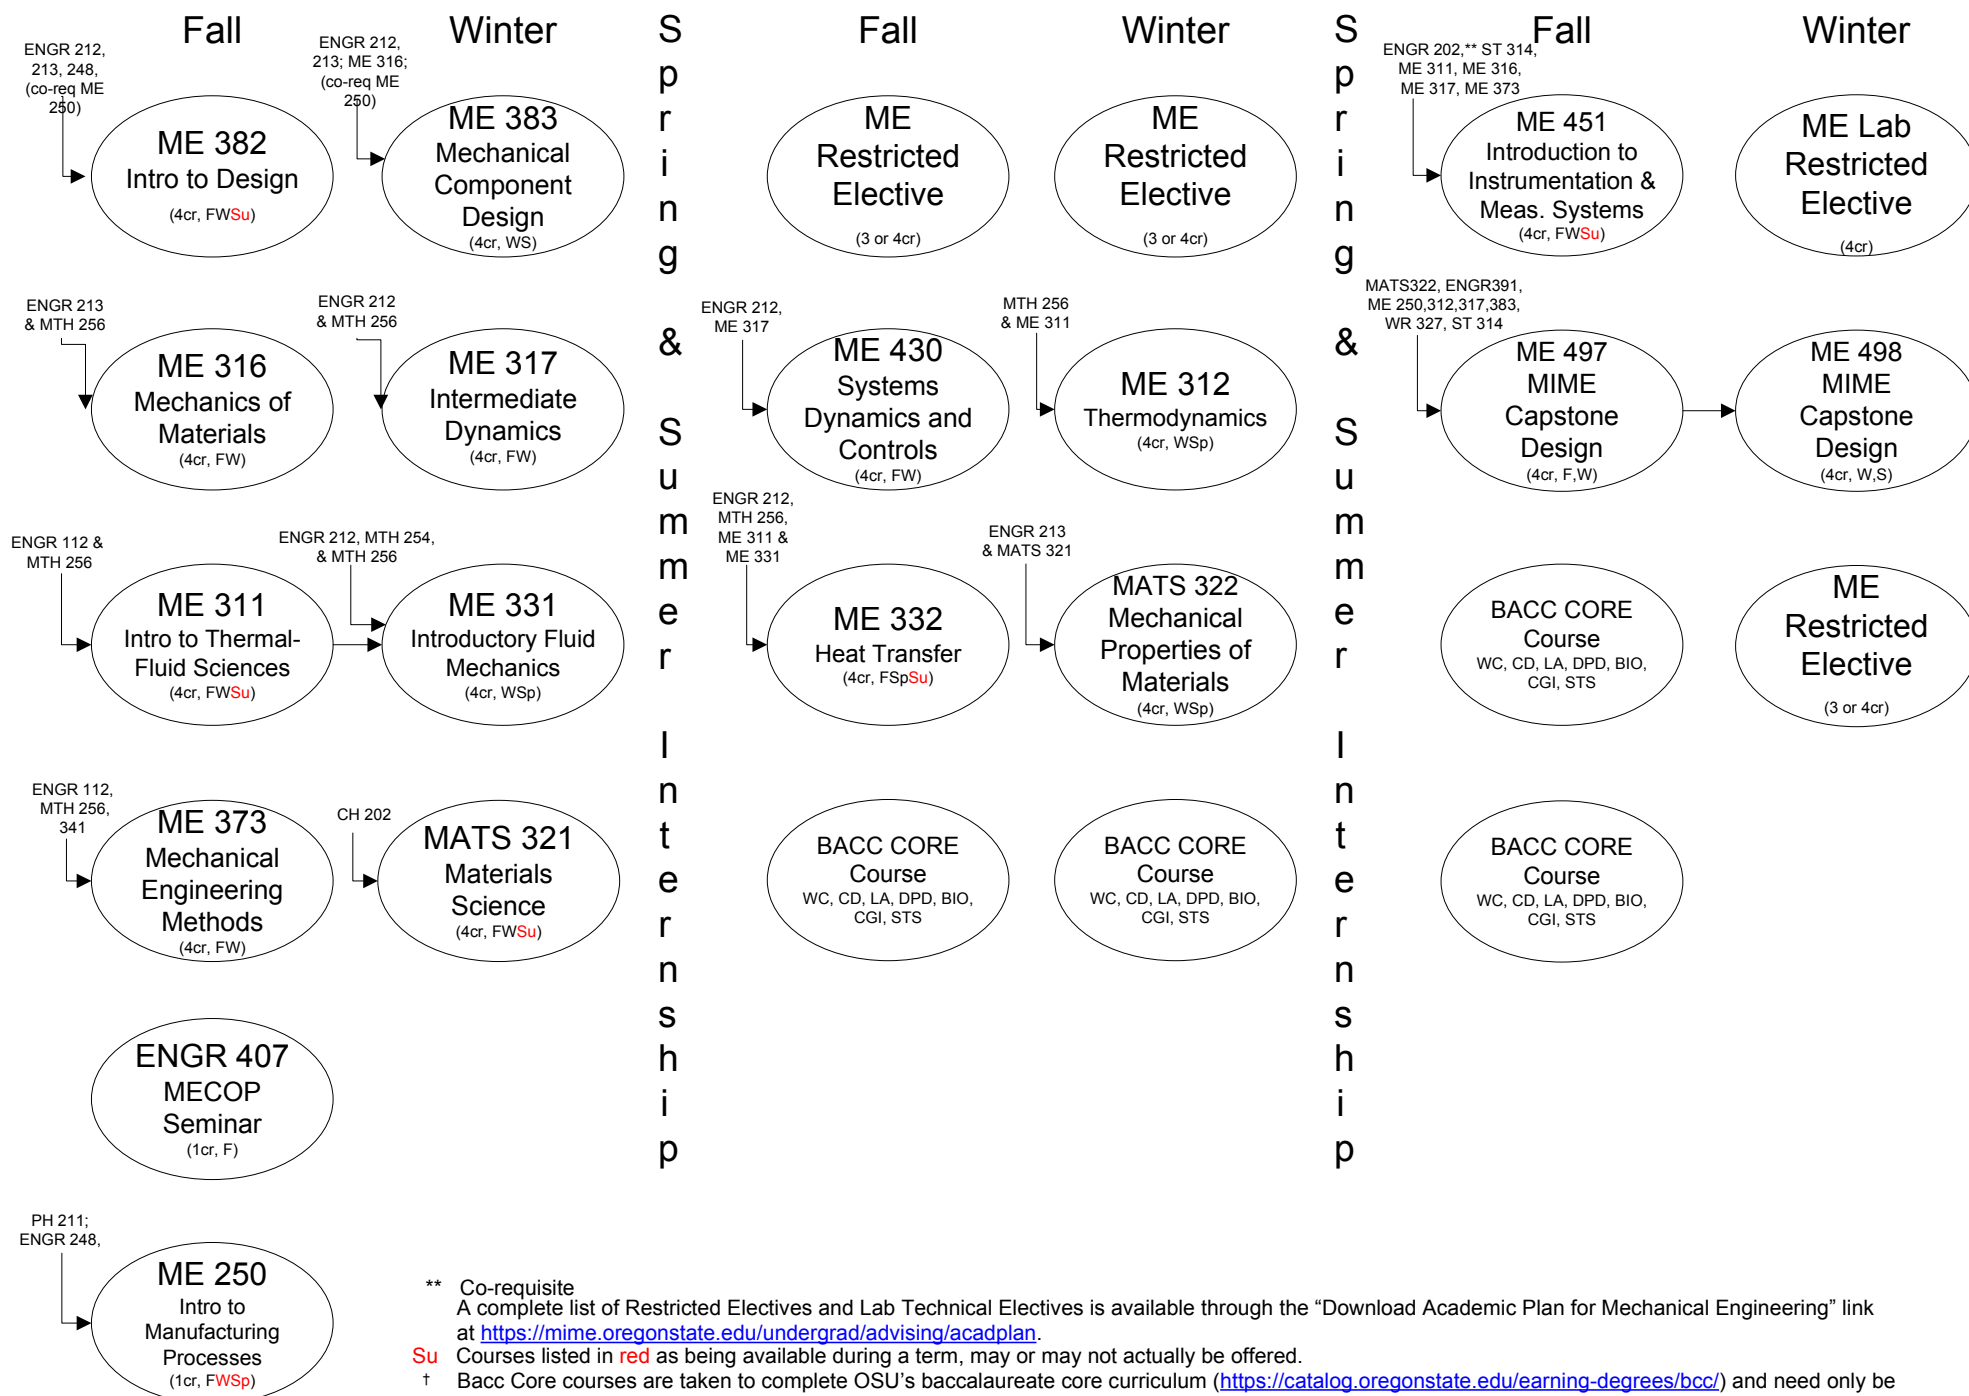 Fall
Winter
Fall
Winter
Fall
Winter
Spring & Summer Internship
Spring & Summer Internship
ENGR 212,
213, 248,
(co-req ME
250)
ME 382
Intro to Design
(4cr, FWSu)
ENGR 212,
213; ME 316;
(co-req ME
250)
ME 383
Mechanical
Component
Design
(4cr, WS)
ME
Restricted
Elective
(3 or 4cr)
ME
Restricted
Elective
(3 or 4cr)
ENGR 202,** ST 314,
ME 311, ME 316,
ME 317, ME 373
ME 451
Introduction to
Instrumentation &
Meas. Systems
(4cr, FWSu)
ME Lab
Restricted
Elective
(4cr)
ENGR 213
& MTH 256
ME 316
Mechanics of
Materials
(4cr, FW)
ENGR 212
& MTH 256
ME 317
Intermediate
Dynamics
(4cr, FW)
ENGR 212,
ME 317
ME 430
Systems
Dynamics and
Controls
(4cr, FW)
MTH 256
& ME 311
ME 312
Thermodynamics
(4cr, WSp)
MATS322, ENGR391,
ME 250,312,317,383,
WR 327, ST 314
ME 497
MIME
Capstone
Design
(4cr, F,W)
ME 498
MIME
Capstone
Design
(4cr, W,S)
ENGR 112 &
MTH 256
ME 311
Intro to Thermal-
Fluid Sciences
(4cr, FWSu)
ENGR 212, MTH 254,
& MTH 256
ME 331
Introductory Fluid
Mechanics
(4cr, WSp)
ENGR 212,
MTH 256,
ME 311 &
ME 331
ME 332
Heat Transfer
(4cr, FSpSu)
ENGR 213
& MATS 321
MATS 322
Mechanical
Properties of
Materials
(4cr, WSp)
BACC CORE
Course
WC, CD, LA, DPD, BIO,
CGI, STS
ME
Restricted
Elective
(3 or 4cr)
ENGR 112,
MTH 256,
341
ME 373
Mechanical
Engineering
Methods
(4cr, FW)
CH 202
MATS 321
Materials
Science
(4cr, FWSu)
BACC CORE
Course
WC, CD, LA, DPD, BIO,
CGI, STS
BACC CORE
Course
WC, CD, LA, DPD, BIO,
CGI, STS
BACC CORE
Course
WC, CD, LA, DPD, BIO,
CGI, STS
ENGR 407
MECOP
Seminar
(1cr, F)
PH 211;
ENGR 248,
ME 250
Intro to
Manufacturing
Processes
(1cr, FWSp)
** Co-requisite
A complete list of Restricted Electives and Lab Technical Electives is available through the “Download Academic Plan for Mechanical Engineering” link
at https://mime.oregonstate.edu/undergrad/advising/acadplan.
Su Courses listed in red as being available during a term, may or may not actually be offered.
† Bacc Core courses are taken to complete OSU’s baccalaureate core curriculum (https://catalog.oregonstate.edu/earning-degrees/bcc/) and need only be